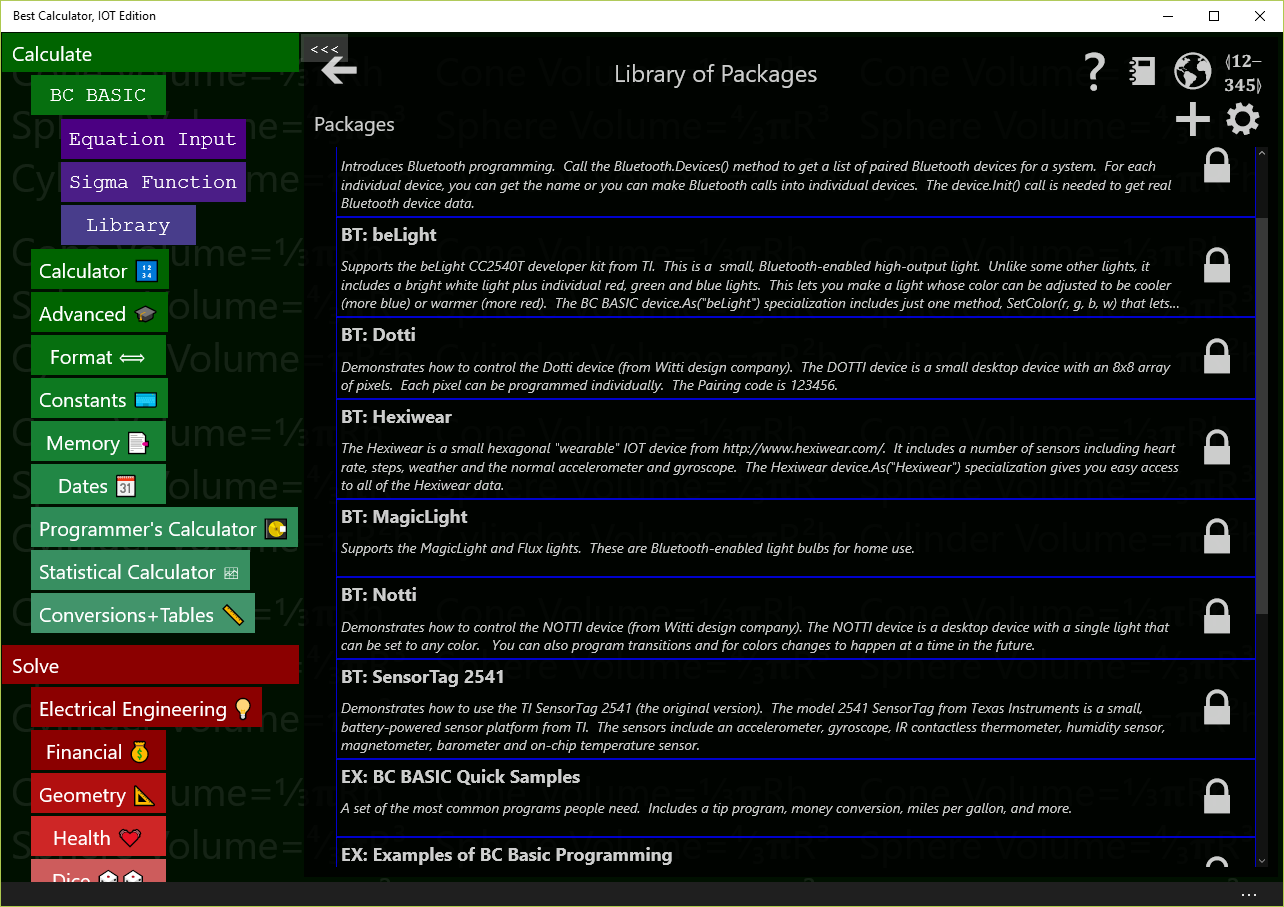 Best Calculator, IOT Edition
Calculate
BC BASIC
Equation Input
Sigma Function
Library
Calculator
Advanced
Format
Constants
Memory
Dates
Programmer's Calculator
Statistical Calculator
Conversions+Tables
Solve
Electrical Engineering
Financial
Geometry
Health
Dice
<<<
Library of Packages
(12–
345)
Packages
Introduces Bluetooth programming.  Call the Bluetooth.Devices() method to get a list of paired Bluetooth devices for a system.  For each
individual device, you can get the name or you can make Bluetooth calls into individual devices.  The device.Init() call is needed to get real
Bluetooth device data.
BT: beLight
Supports the beLight CC2540T developer kit from TI.  This is a  small, Bluetooth-enabled high-output light.  Unlike some other lights, it
includes a bright white light plus individual red, green and blue lights.  This lets you make a light whose color can be adjusted to be cooler
(more blue) or warmer (more red).  The BC BASIC device.As("beLight") specialization includes just one method, SetColor(r, g, b, w) that lets...
BT: Dotti
Demonstrates how to control the Dotti device (from Witti design company).  The DOTTI device is a small desktop device with an 8x8 array
of pixels.  Each pixel can be programmed individually.  The Pairing code is 123456.
BT: Hexiwear
The Hexiwear is a small hexagonal "wearable" IOT device from http://www.hexiwear.com/.  It includes a number of sensors including heart
rate, steps, weather and the normal accelerometer and gyroscope.  The Hexiwear device.As("Hexiwear") specialization gives you easy access
to all of the Hexiwear data.
BT: MagicLight
Supports the MagicLight and Flux lights.  These are Bluetooth-enabled light bulbs for home use.
BT: Notti
Demonstrates how to control the NOTTI device (from Witti design company). The NOTTI device is a desktop device with a single light that
can be set to any color.   You can also program transitions and for colors changes to happen at a time in the future.
BT: SensorTag 2541
Demonstrates how to use the TI SensorTag 2541 (the original version).  The model 2541 SensorTag from Texas Instruments is a small,
battery-powered sensor platform from TI.  The sensors include an accelerometer, gyroscope, IR contactless thermometer, humidity sensor,
magnetometer, barometer and on-chip temperature sensor.
EX: BC BASIC Quick Samples
A set of the most common programs people need.  Includes a tip program, money conversion, miles per gallon, and more.
EX: Examples of BC Basic Programming